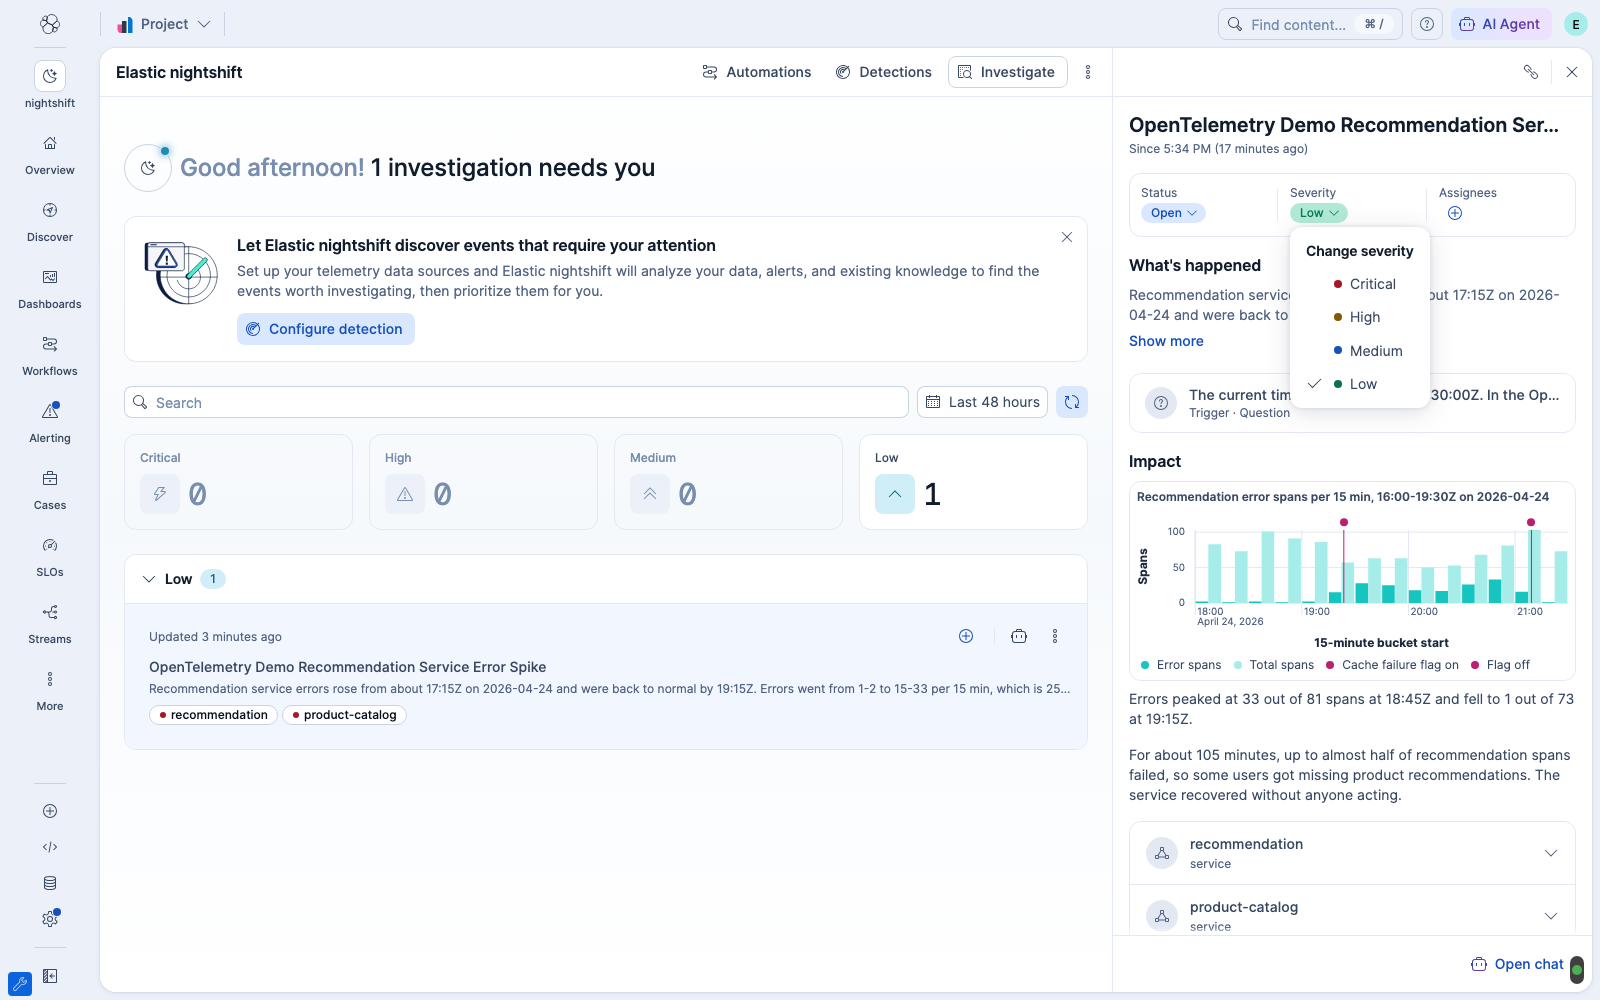 Project
Find content...
⌘ /
AI Agent
E
nightshift
Overview
Discover
Dashboards
Workflows
Alerting
Cases
SLOs
Streams
More
Elastic nightshift
Automations
Detections
Investigate
Good afternoon! 1 investigation needs you
Let Elastic nightshift discover events that require your attention
Set up your telemetry data sources and Elastic nightshift will analyze your data, alerts, and existing knowledge to find the
events worth investigating, then prioritize them for you.
Configure detection
Search
Last 48 hours
Critical
0
High
0
Medium
0
Low
1
Low 1
Updated 3 minutes ago
OpenTelemetry Demo Recommendation Service Error Spike
Recommendation service errors rose from about 17:15Z on 2026-04-24 and were back to normal by 19:15Z. Errors went from 1-2 to 15-33 per 15 min, which is 25...
recommendation
product-catalog
OpenTelemetry Demo Recommendation Ser...
Since 5:34 PM (17 minutes ago)
Status
Open
Severity
Low
Assignees
Change severity
Critical
High
Medium
Low
What's happened
Recommendation service
out 17:15Z on 2026-
04-24 and were back to
Show more
The current tim
30:00Z. In the Op...
Trigger · Question
Impact
Recommendation error spans per 15 min, 16:00-19:30Z on 2026-04-24
Spans
100
50
0
18:00
19:00
20:00
21:00
April 24, 2026
15-minute bucket start
Error spans
Total spans
Cache failure flag on
Flag off
Errors peaked at 33 out of 81 spans at 18:45Z and fell to 1 out of 73
at 19:15Z.
For about 105 minutes, up to almost half of recommendation spans
failed, so some users got missing product recommendations. The
service recovered without anyone acting.
recommendation
service
product-catalog
service
Open chat